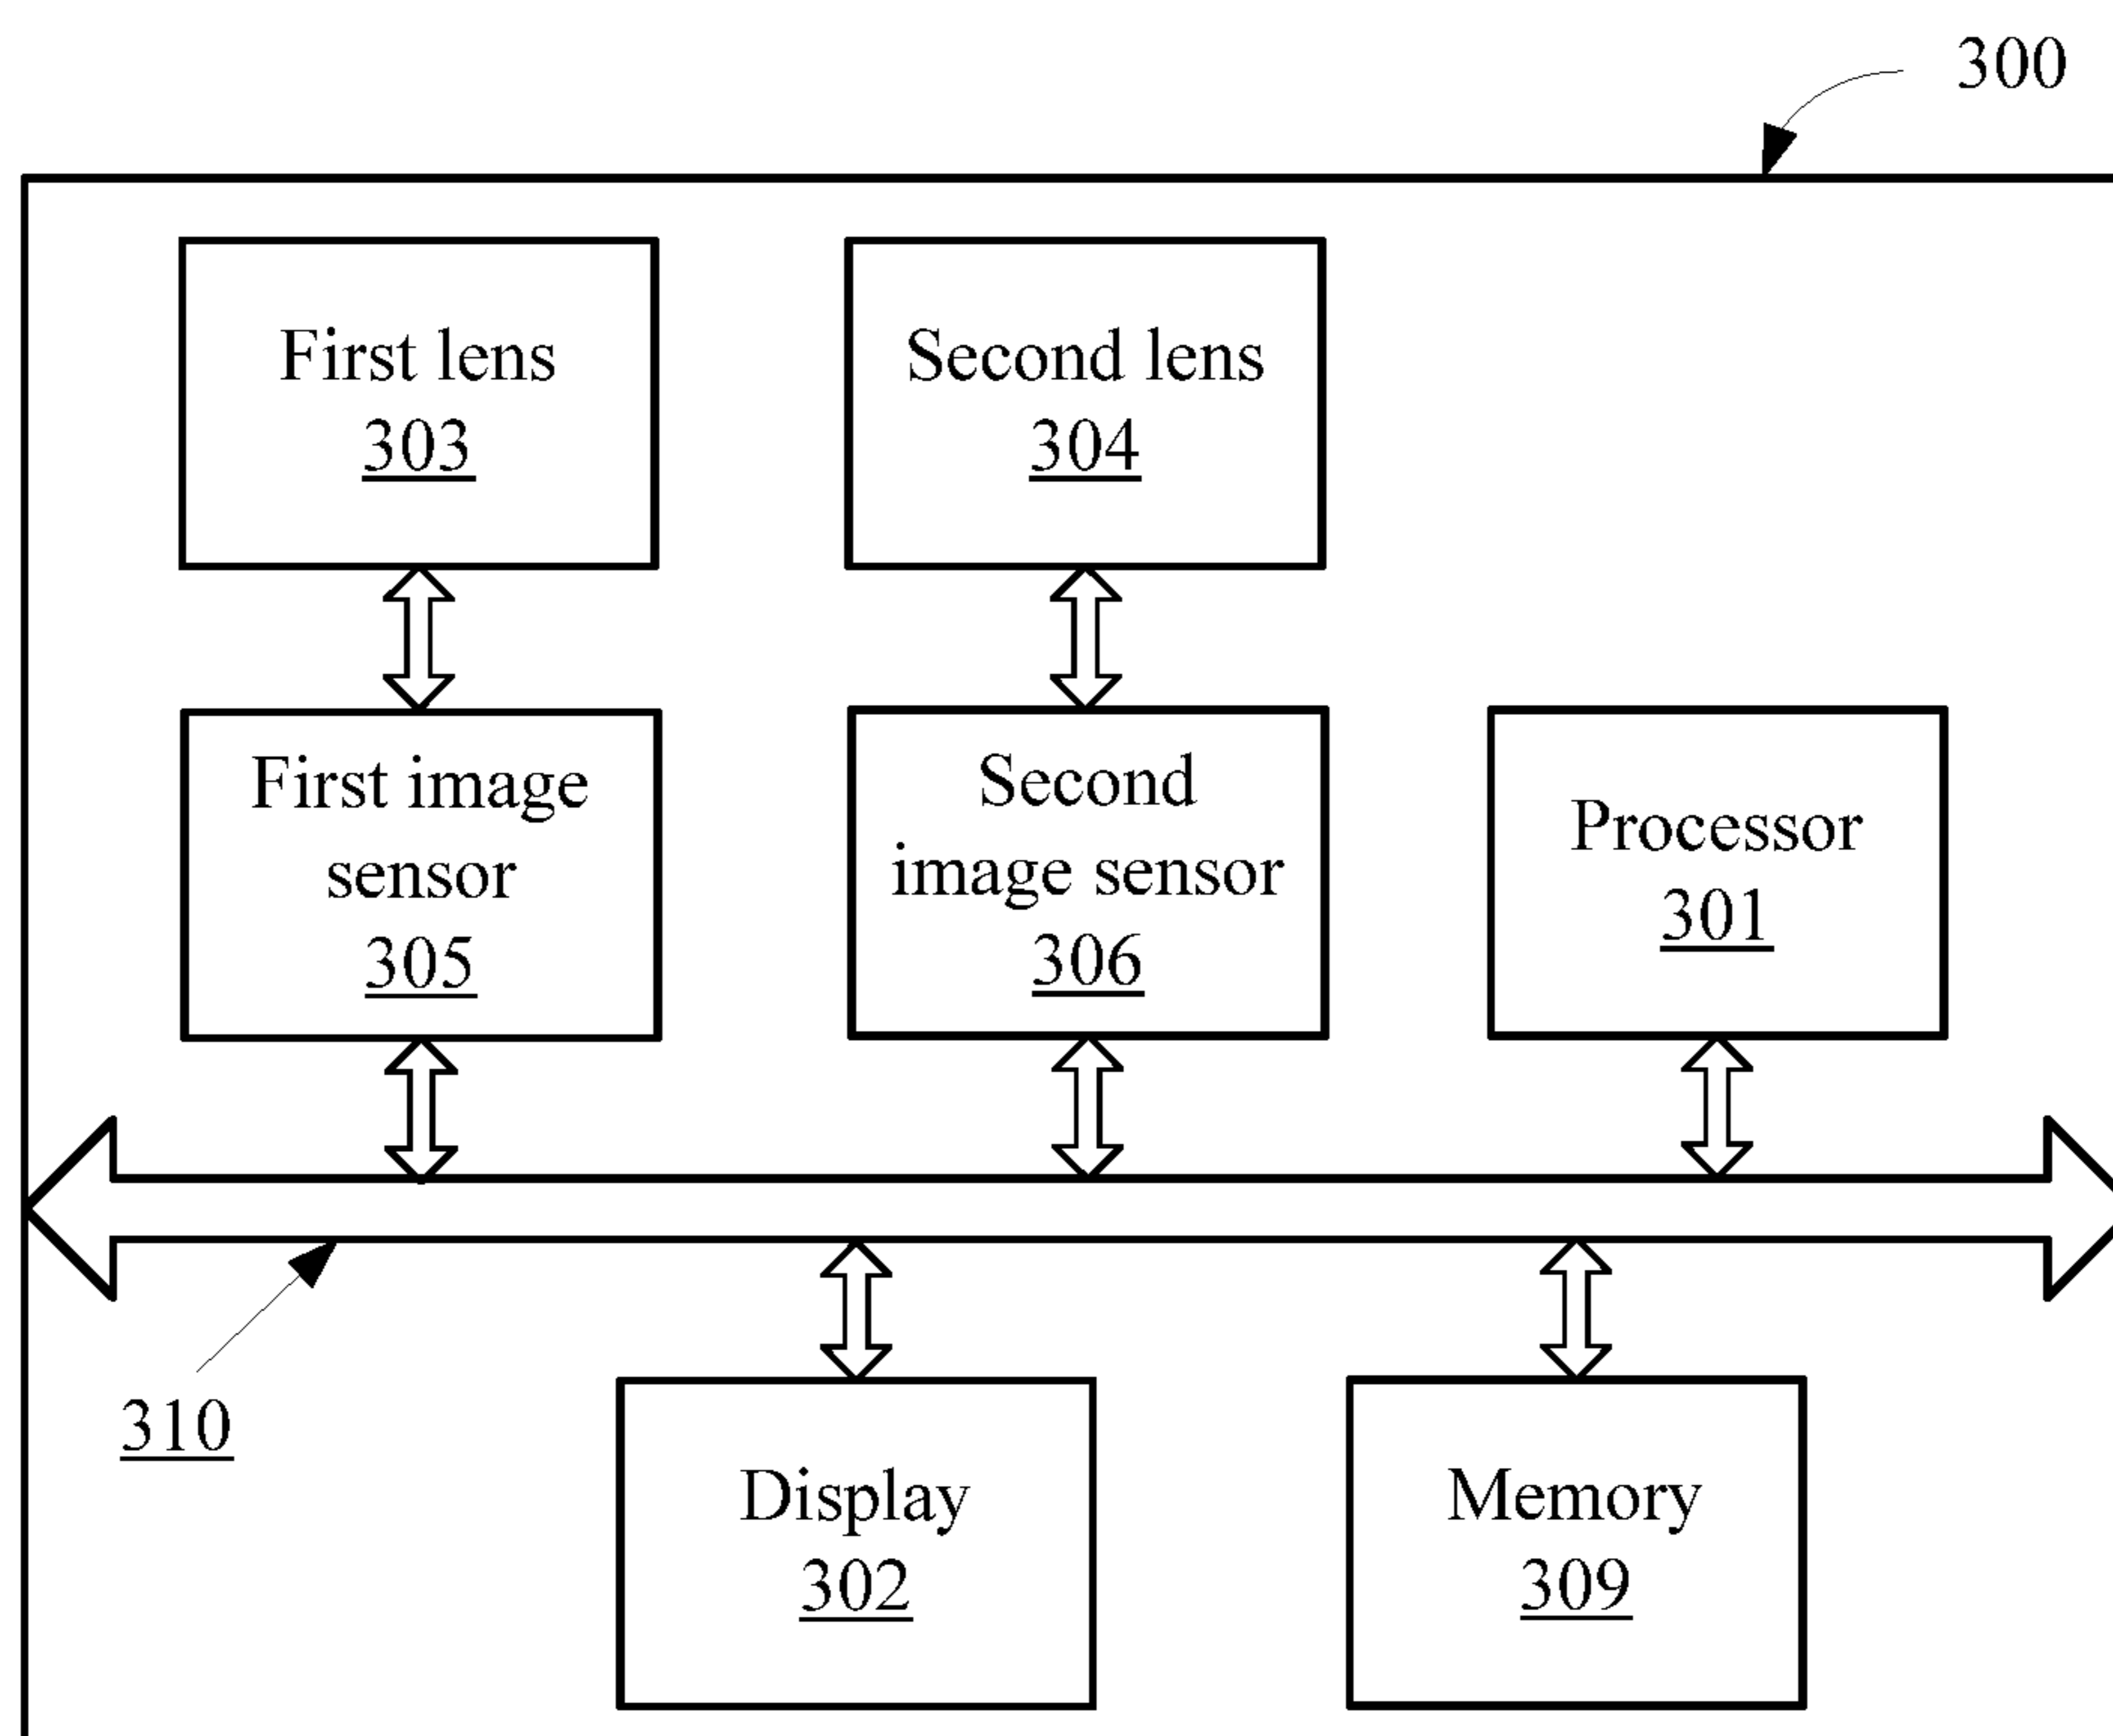 300
First lens
303
Second lens
304
First image
sensor
305
Second
image sensor
306
Processor
301
310
Display
302
Memory
309